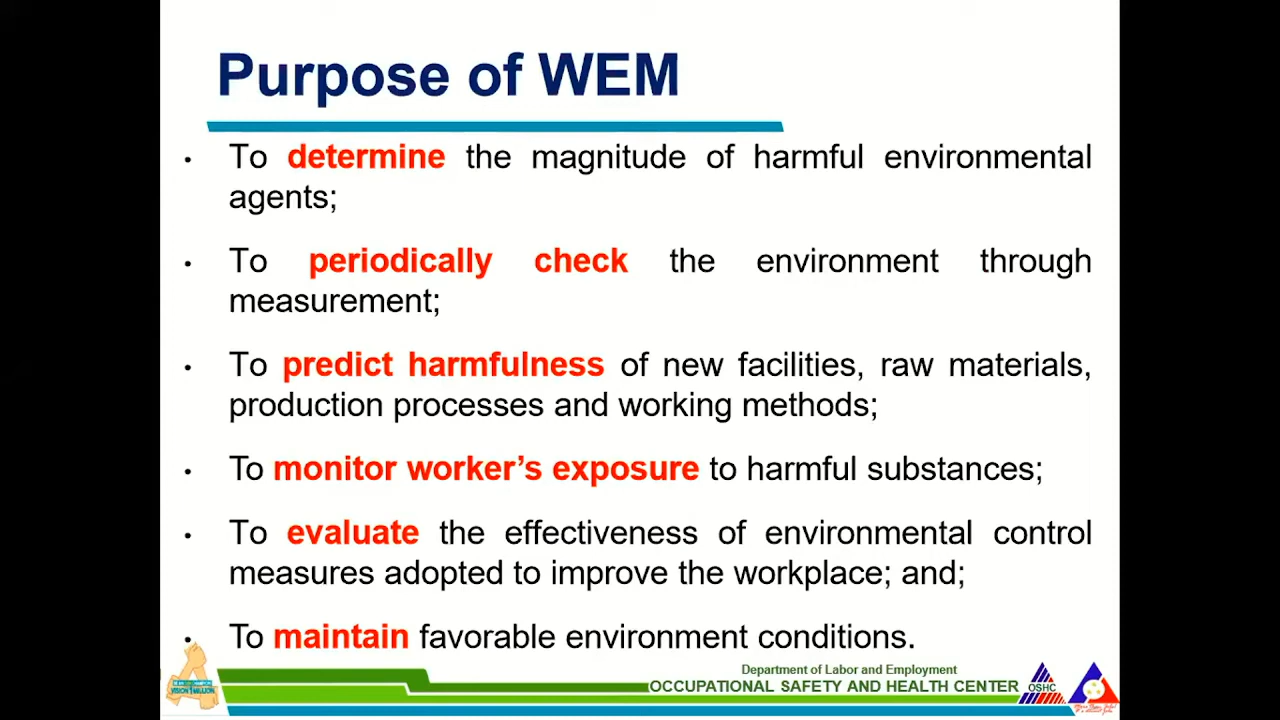 Purpose of WEM
• To determine the magnitude of harmful environmental
agents;
• To periodically check the environment through
measurement;
• To predict harmfulness of new facilities, raw materials,
production processes and working methods;
• To monitor worker’s exposure to harmful substances;
• To evaluate the effectiveness of environmental control
measures adopted to improve the workplace; and;
• To maintain favorable environment conditions.
Department of Labor and Employment
OCCUPATIONAL SAFETY AND HEALTH CENTER
OSHC
VISION 1 MILLION